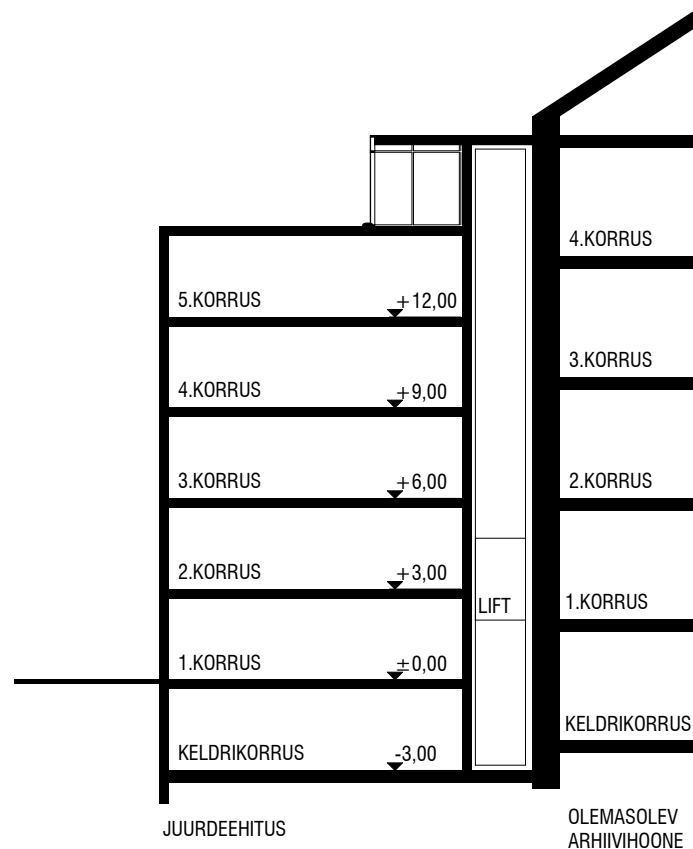 4.KORRUS
5.KORRUS +12,00
3.KORRUS
4.KORRUS +9,00
3.KORRUS +6,00
2.KORRUS
2.KORRUS +3,00
LIFT
1.KORRUS
1.KORRUS ±0,00
KELDRIKORRUS
KELDRIKORRUS -3,00
JUURDEEHITUS
OLEMASOLEV
ARHIIVIHOONE